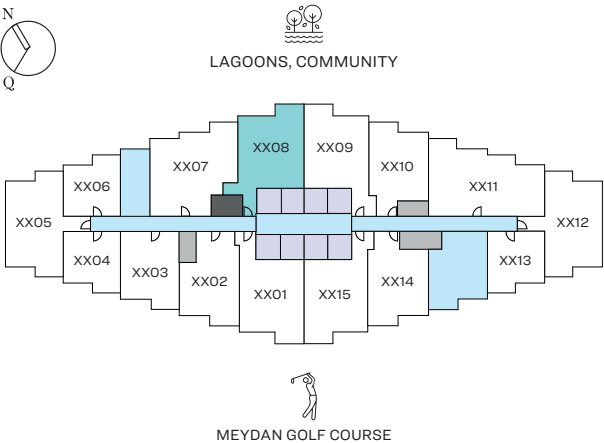 N
Q
LAGOONS, COMMUNITY
XX08
XX09
XX07
XX10
XX06
XX11
XX05
XX12
XX04
XX03
XX02
XX01
XX15
XX14
XX13
MEYDAN GOLF COURSE